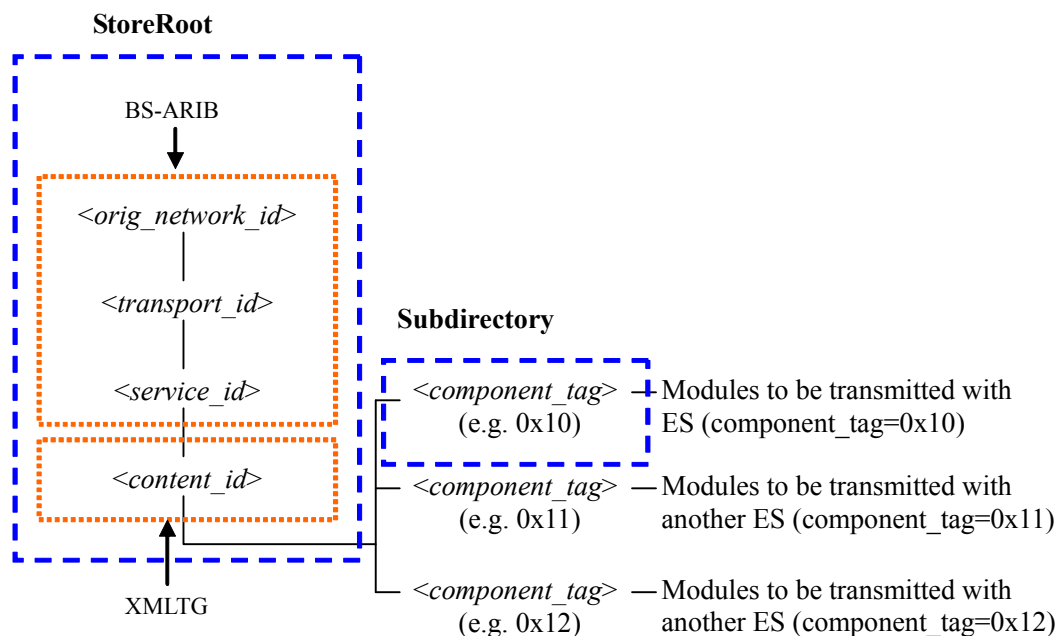 StoreRoot
BS-ARIB
<orig_network_id>
<transport_id>
<service_id>
<content_id>
XMLTG
Subdirectory
<component_tag>
(e.g. 0x10)
Modules to be transmitted with
ES (component_tag=0x10)
<component_tag>
(e.g. 0x11)
Modules to be transmitted with
another ES (component_tag=0x11)
<component_tag>
(e.g. 0x12)
Modules to be transmitted with
another ES (component_tag=0x12)